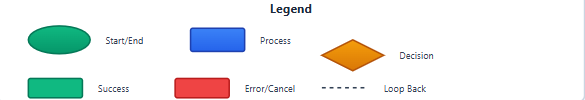 Legend
Start/End
Process
Decision
Success
Error/Cancel
Loop Back